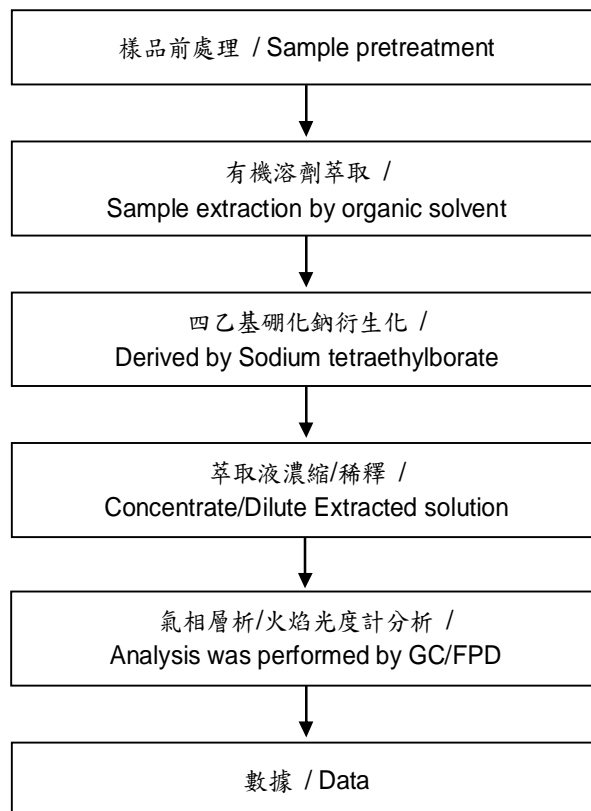 樣品前處理 / Sample pretreatment
有機溶劑萃取 /
Sample extraction by organic solvent
四乙基硼化鈉衍生化 /
Derived by Sodium tetraethylborate
萃取液濃縮/稀釋 /
Concentrate/Dilute Extracted solution
氣相層析/火焰光度計分析 /
Analysis was performed by GC/FPD
數據 / Data